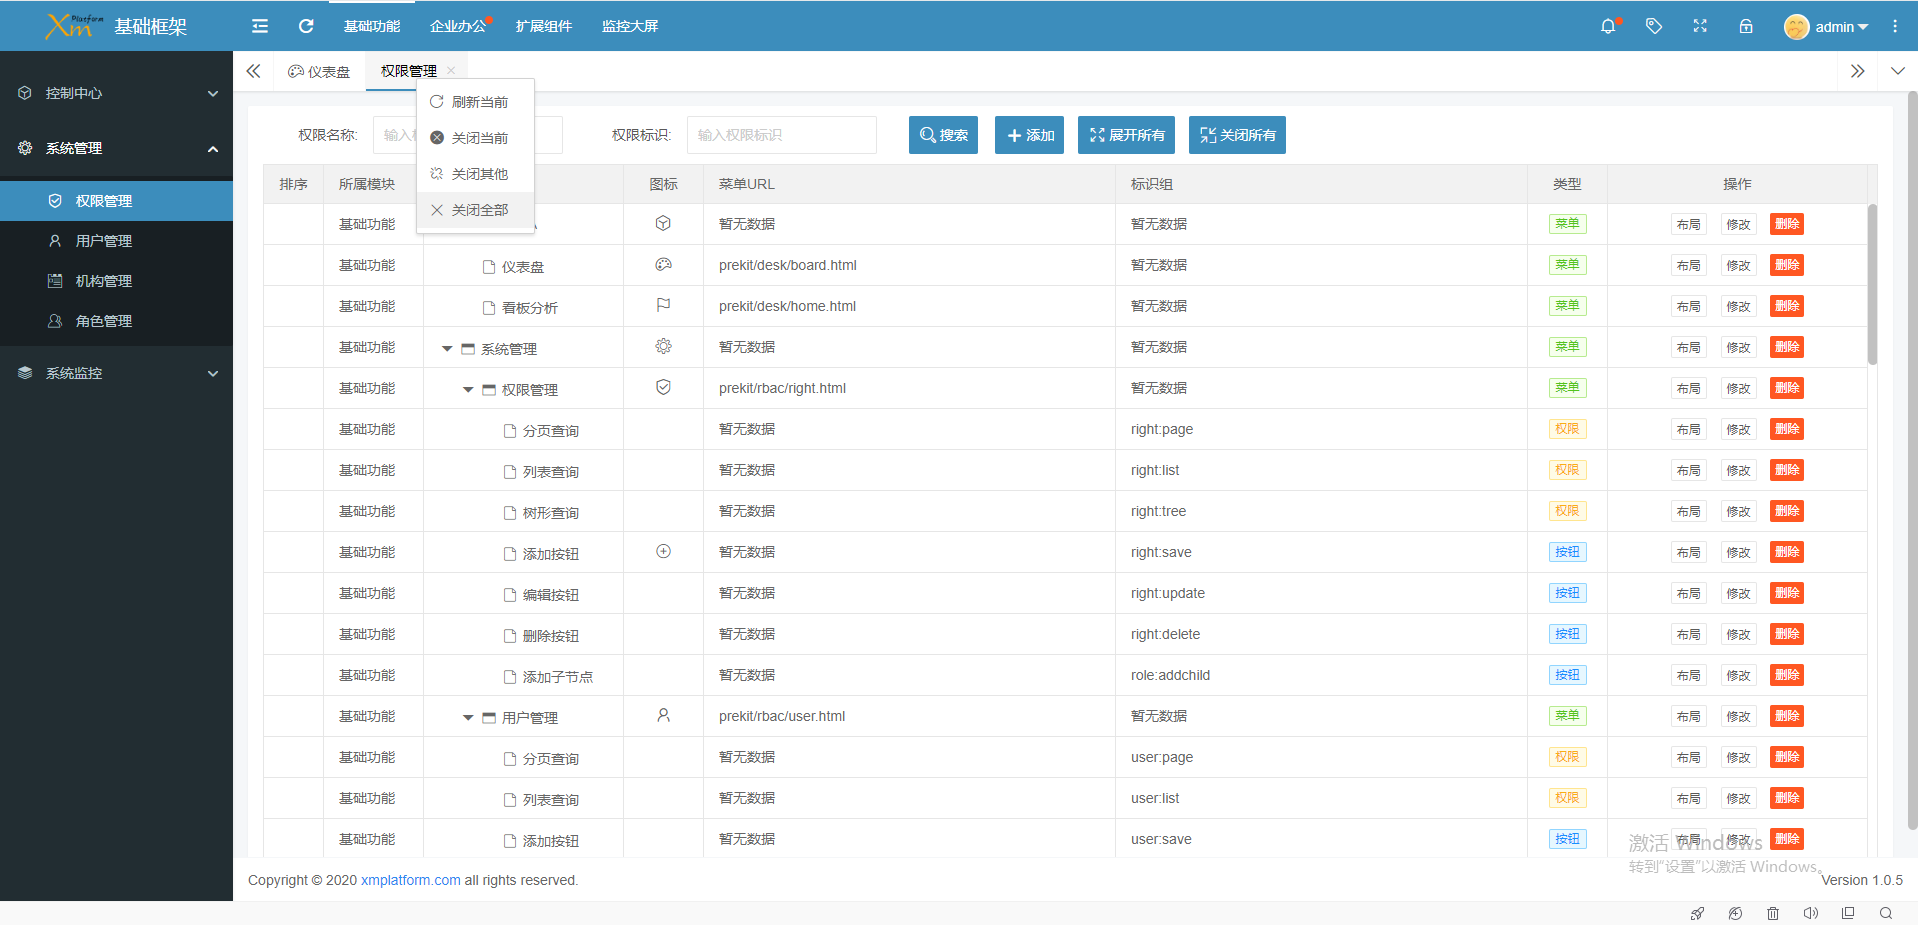 Xm Platform 基础框架 基础功能 企业办公 扩展组件 监控大屏 admin
仪表盘 权限管理
控制中心
系统管理
权限管理
用户管理
机构管理
角色管理
系统监控
刷新当前
关闭当前
关闭其他
关闭全部
权限名称: 输入 权限标识: 输入权限标识 搜索 添加 展开所有 关闭所有
排序 所属模块 图标 菜单URL 标识组 类型 操作
基础功能 暂无数据 暂无数据 菜单 布局 修改 删除
基础功能 仪表盘 prekit/desk/board.html 暂无数据 菜单 布局 修改 删除
基础功能 看板分析 prekit/desk/home.html 暂无数据 菜单 布局 修改 删除
基础功能 系统管理 暂无数据 暂无数据 菜单 布局 修改 删除
基础功能 权限管理 prekit/rbac/right.html 暂无数据 菜单 布局 修改 删除
基础功能 分页查询 暂无数据 right:page 权限 布局 修改 删除
基础功能 列表查询 暂无数据 right:list 权限 布局 修改 删除
基础功能 树形查询 暂无数据 right:tree 权限 布局 修改 删除
基础功能 添加按钮 暂无数据 right:save 按钮 布局 修改 删除
基础功能 编辑按钮 暂无数据 right:update 按钮 布局 修改 删除
基础功能 删除按钮 暂无数据 right:delete 按钮 布局 修改 删除
基础功能 添加子节点 暂无数据 role:addchild 按钮 布局 修改 删除
基础功能 用户管理 prekit/rbac/user.html 暂无数据 菜单 布局 修改 删除
基础功能 分页查询 暂无数据 user:page 权限 布局 修改 删除
基础功能 列表查询 暂无数据 user:list 权限 布局 修改 删除
基础功能 添加按钮 暂无数据 user:save 按钮 布局 修改 删除
激活 Windows
转到“设置”以激活 Windows。
Copyright © 2020 xmplatform.com all rights reserved. Version 1.0.5